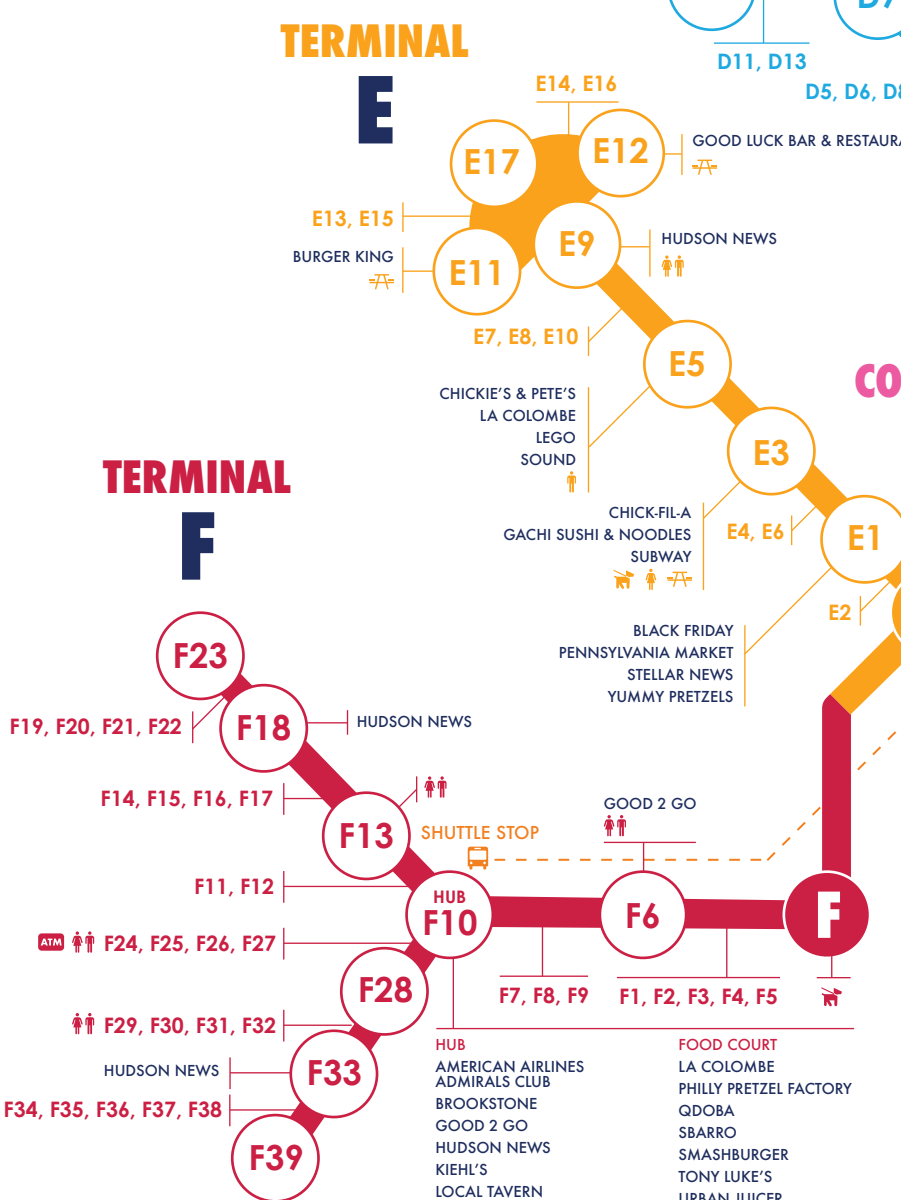 D7
D11, D13
TERMINAL
E
E14, E16
D5, D6, D8
E17
E12
GOOD LUCK BAR &
E13, E15
E9
HUDSON NEWS
BURGER KING
E11
E7, E8, E10
E5
CO
CHICKIE'S & PETE'S
LA COLOMBE
LEGO
SOUND
E3
TERMINAL
F
CHICK-FIL-A
GACHI SUSHI & NOODLES
SUBWAY
E4, E6
E1
E2
BLACK FRIDAY
PENNSYLVANIA MARKET
STELLAR NEWS
YUMMY PRETZELS
F23
F19, F20, F21, F22
F18
HUDSON NEWS
F14, F15, F16, F17
F13
SHUTTLE STOP
GOOD 2 GO
F11, F12
HUB
F10
F6
F
ATM
F24, F25, F26, F27
F28
F7, F8, F9
F1, F2, F3, F4, F5
F29, F30, F31, F32
HUDSON NEWS
F33
F34, F35, F36, F37, F38
F39
HUB
AMERICAN AIRLINES
ADMIRALS CLUB
BROOKSTONE
GOOD 2 GO
HUDSON NEWS
KIEHL'S
LOCAL TAVERN
FOOD COURT
LA COLOMBE
PHILLY PRETZEL FACTORY
QDOBA
SBARRO
SMASHBURGER
TONY LUKE'S
URBAN JUICER